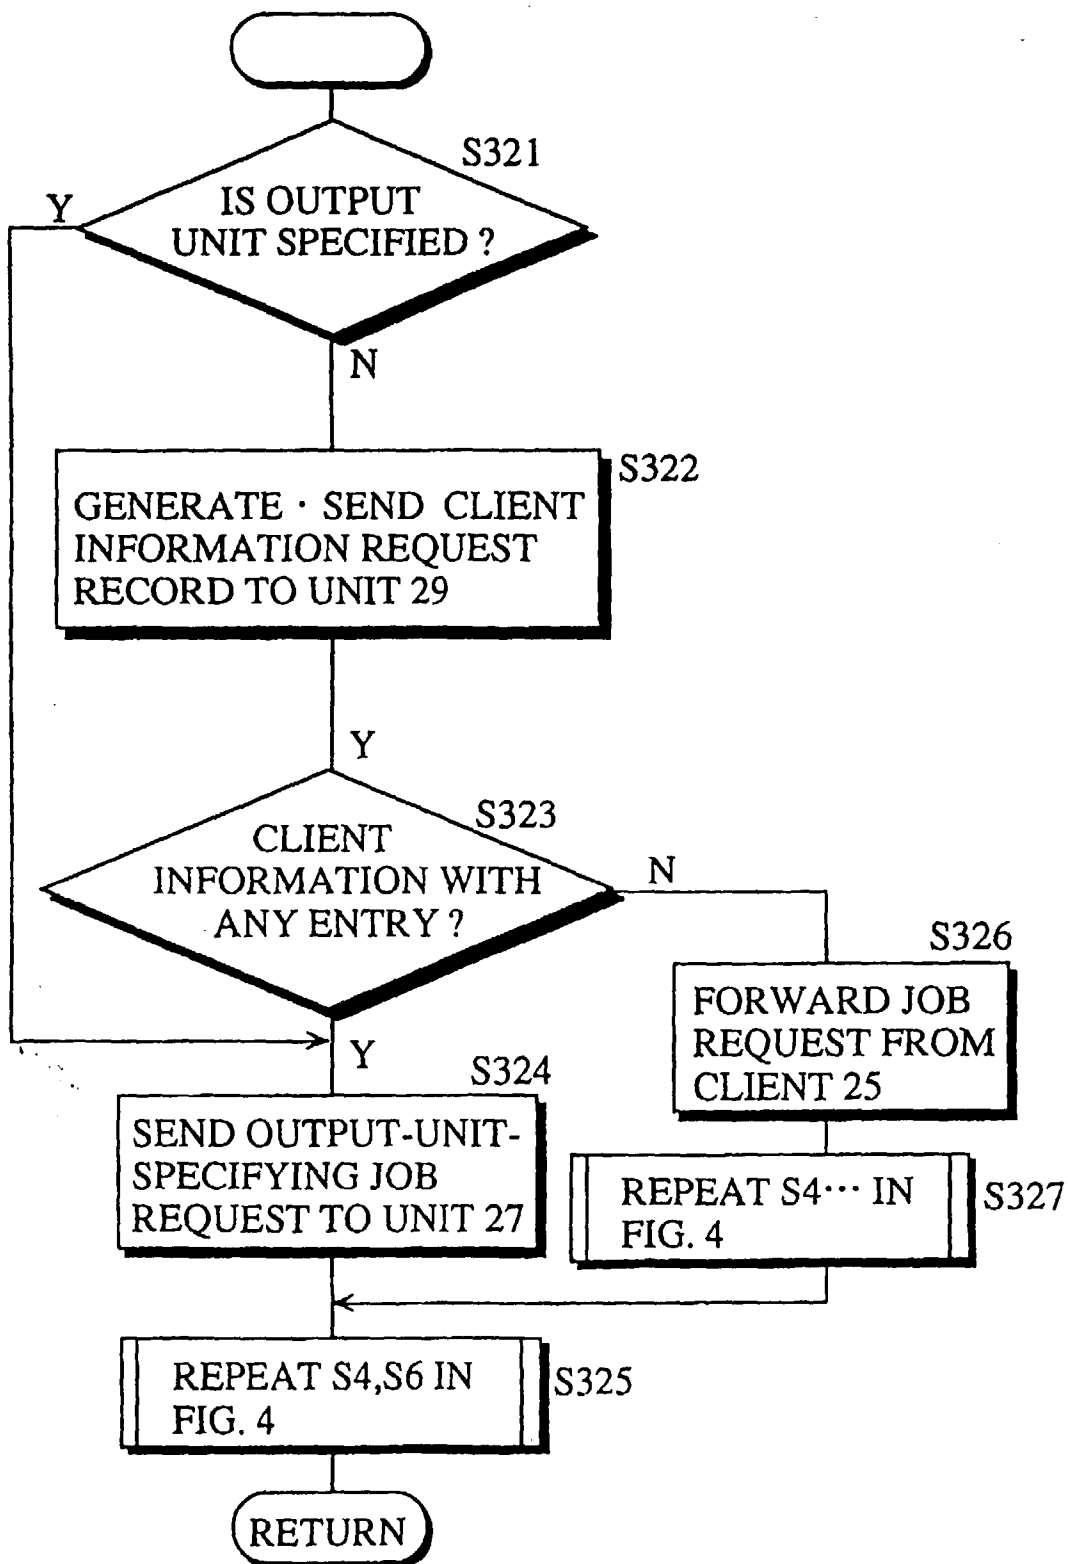 S321
IS OUTPUT
UNIT SPECIFIED ?
Y
N
S322
GENERATE · SEND CLIENT
INFORMATION REQUEST
RECORD TO UNIT 29
Y
S323
CLIENT
INFORMATION WITH
ANY ENTRY ?
N
S326
FORWARD JOB
REQUEST FROM
CLIENT 25
Y
S324
SEND OUTPUT-UNIT-
SPECIFYING JOB
REQUEST TO UNIT 27
REPEAT S4··· IN
FIG. 4
S327
REPEAT S4,S6 IN
FIG. 4
S325
RETURN